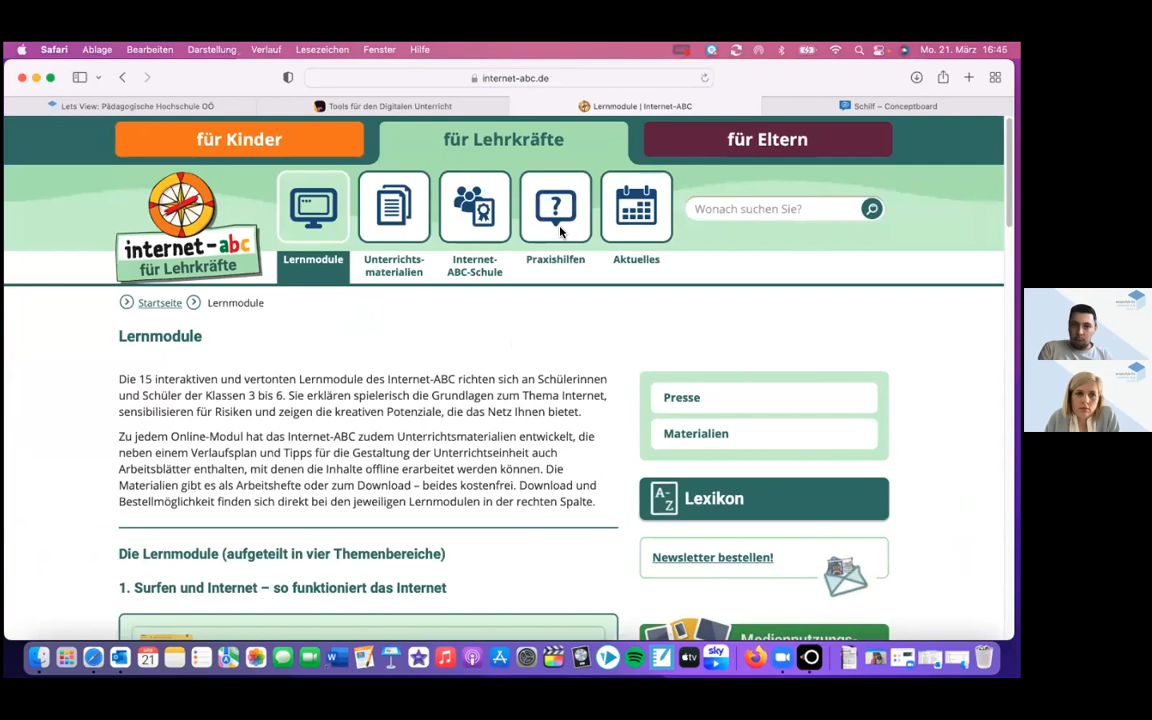 Safari Ablage Bearbeiten Darstellung Verlauf Lesezeichen Fenster Hilfe Mo. 21. März 16:45
internet-abc.de
Lets View: Pädagogische Hochschule OÖ
Tools für den Digitalen Unterricht
Lernmodule | Internet-ABC
Schilf – Conceptboard
für Kinder
für Lehrkräfte
für Eltern
internet-abc
für Lehrkräfte
Wonach suchen Sie?
Lernmodule
Unterrichts-
materialien
Internet-
ABC-Schule
Praxishilfen
Aktuelles
Startseite Lernmodule
Lernmodule
Die 15 interaktiven und vertonten Lernmodule des Internet-ABC richten sich an Schülerinnen
und Schüler der Klassen 3 bis 6. Sie erklären spielerisch die Grundlagen zum Thema Internet,
sensibilisieren für Risiken und zeigen die kreativen Potenziale, die das Netz Ihnen bietet.
Zu jedem Online-Modul hat das Internet-ABC zudem Unterrichtsmaterialien entwickelt, die
neben einem Verlaufsplan und Tipps für die Gestaltung der Unterrichtseinheit auch
Arbeitsblätter enthalten, mit denen die Inhalte offline erarbeitet werden können. Die
Materialien gibt es als Arbeitshefte oder zum Download – beides kostenfrei. Download und
Bestellmöglichkeit finden sich direkt bei den jeweiligen Lernmodulen in der rechten Spalte.
Die Lernmodule (aufgeteilt in vier Themenbereiche)
1. Surfen und Internet – so funktioniert das Internet
Presse
Materialien
A-
Z
Lexikon
Newsletter bestellen!
Mediennutzungs-
21
tv
sky